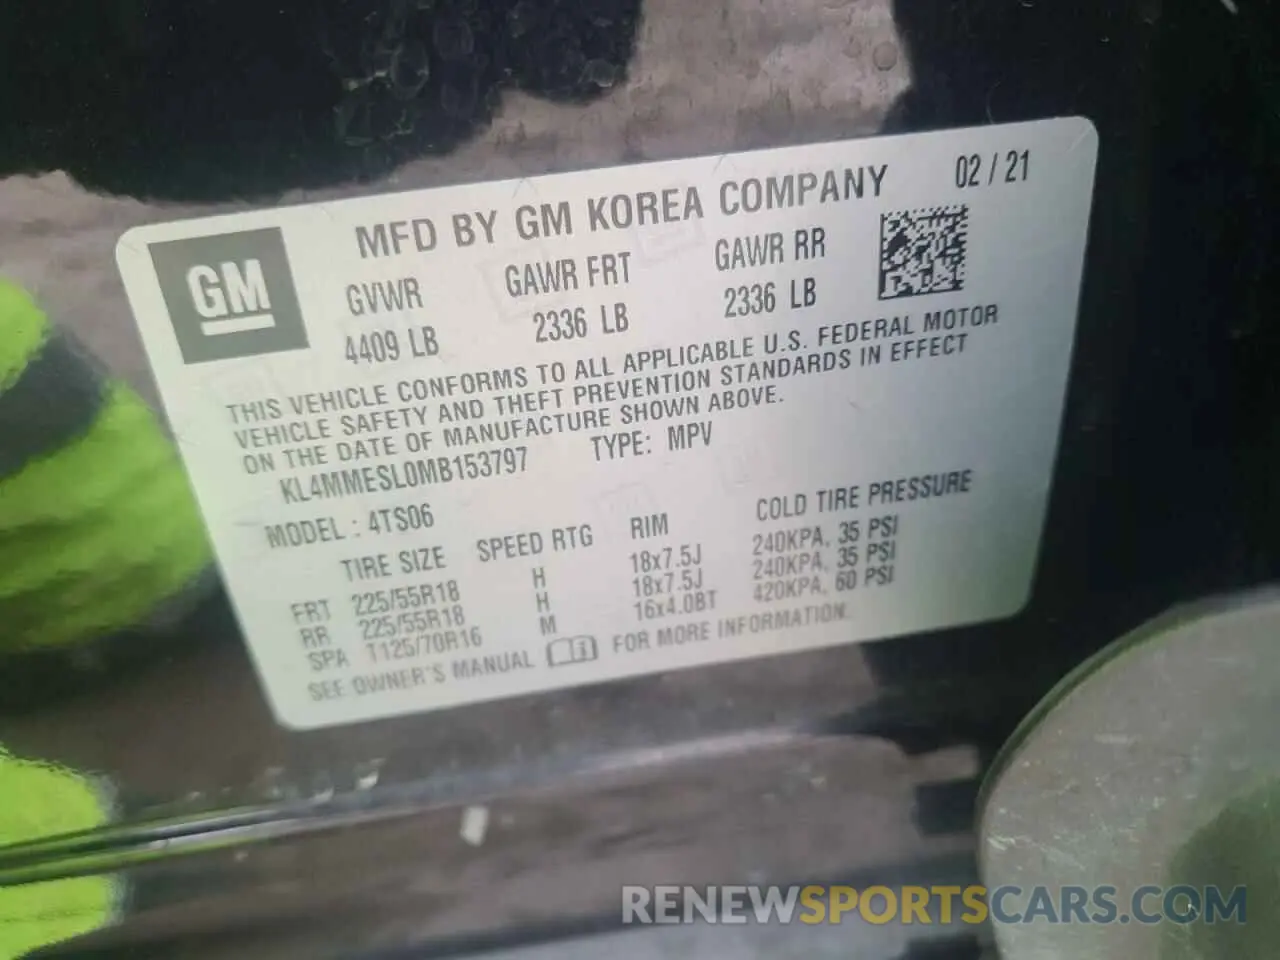 MFD BY GM KOREA COMPANY 02 / 21
GM
GVWR GAWR FRT GAWR RR
4409 LB 2336 LB 2336 LB
THIS VEHICLE CONFORMS TO ALL APPLICABLE U.S. FEDERAL MOTOR
VEHICLE SAFETY AND THEFT PREVENTION STANDARDS IN EFFECT
ON THE DATE OF MANUFACTURE SHOWN ABOVE.
KL4MMESL0MB153797 TYPE: MPV
MODEL : 4TS06
TIRE SIZE SPEED RTG RIM COLD TIRE PRESSURE
FRT 225/55R18 H 18x7.5J 240KPA, 35 PSI
RR 225/55R18 H 18x7.5J 240KPA, 35 PSI
SPA T125/70R16 M 16x4.0BT 420KPA, 60 PSI
SEE OWNER'S MANUAL FOR MORE INFORMATION.
RENEWSPORTSCARS.COM